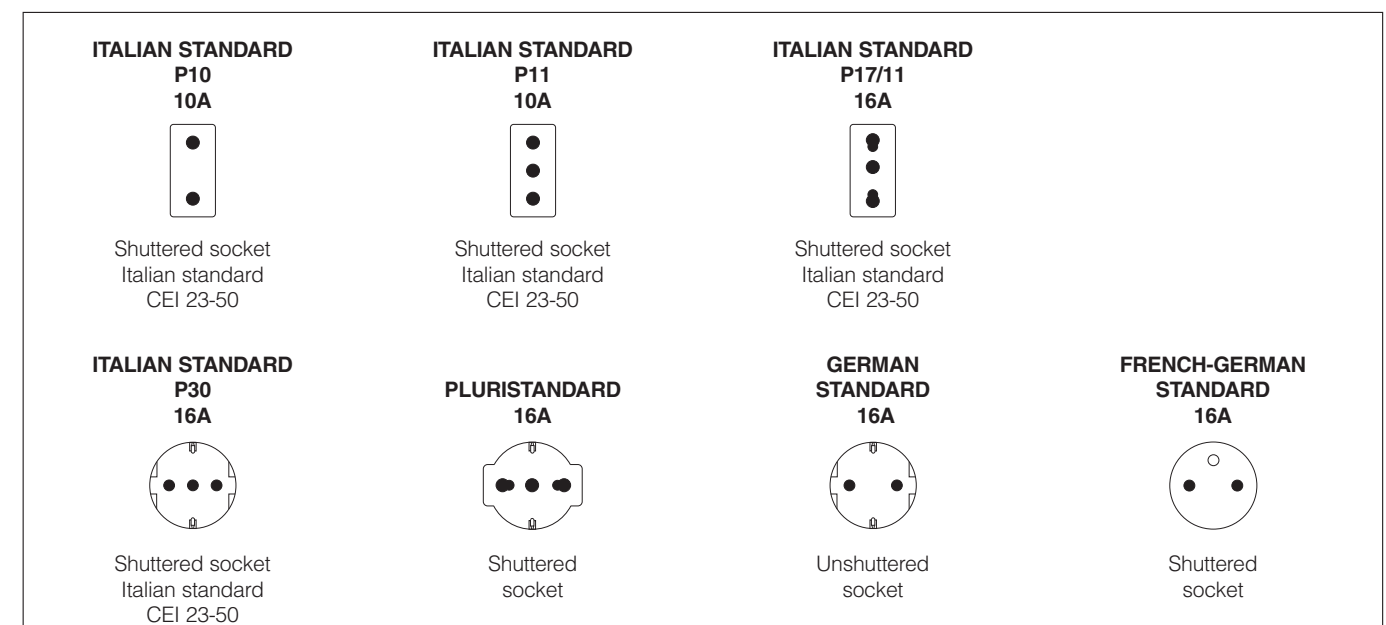 ITALIAN STANDARD
P10
10A
Shuttered socket
Italian standard
CEI 23-50
ITALIAN STANDARD
P11
10A
Shuttered socket
Italian standard
CEI 23-50
ITALIAN STANDARD
P17/11
16A
Shuttered socket
Italian standard
CEI 23-50
ITALIAN STANDARD
P30
16A
Shuttered socket
Italian standard
CEI 23-50
PLURISTANDARD
16A
Shuttered
socket
GERMAN
STANDARD
16A
Unshuttered
socket
FRENCH-GERMAN
STANDARD
16A
Shuttered
socket